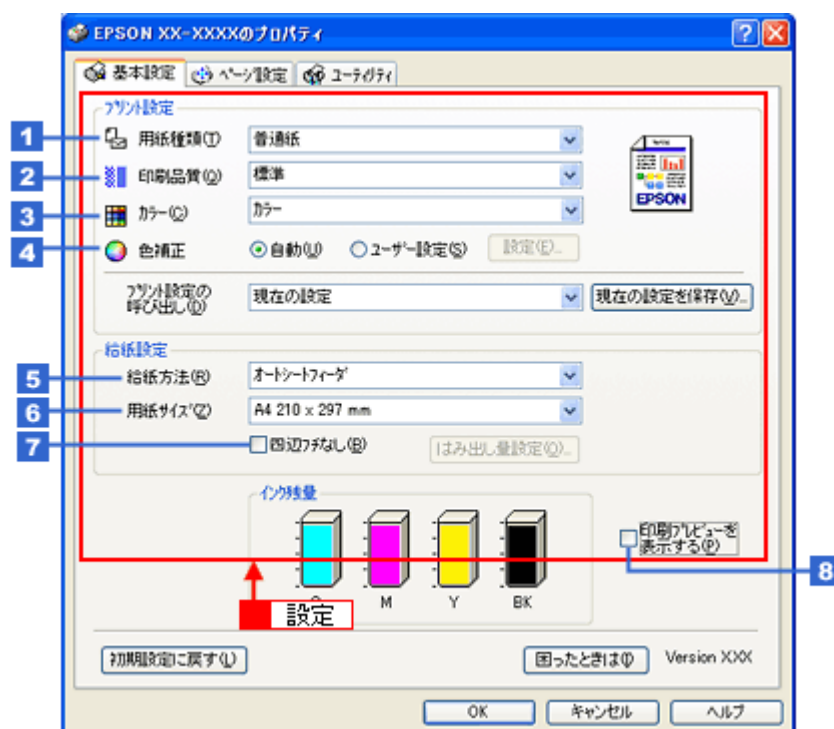 EPSON XX-XXXXのプロパティ
基本設定 ページ設定 ユーティリティ
プリント設定
1 用紙種類(T) 普通紙
2 印刷品質(Q) 標準
EPSON
3 カラー(C) カラー
4 色補正 自動(U) ユーザー設定(S) 設定(E)...
プリント設定の
呼び出し(D) 現在の設定 現在の設定を保存(V)...
給紙設定
5 給紙方法(R) オートシートフィーダ
6 用紙サイズ(Z) A4 210 x 297 mm
7 四辺フチなし(B) はみ出し量設定(O)...
インク残量
印刷プレビューを
表示する(P)
8
M Y BK
設定
初期設定に戻す(L) 困ったときは(I) Version XXX
OK キャンセル ヘルプ